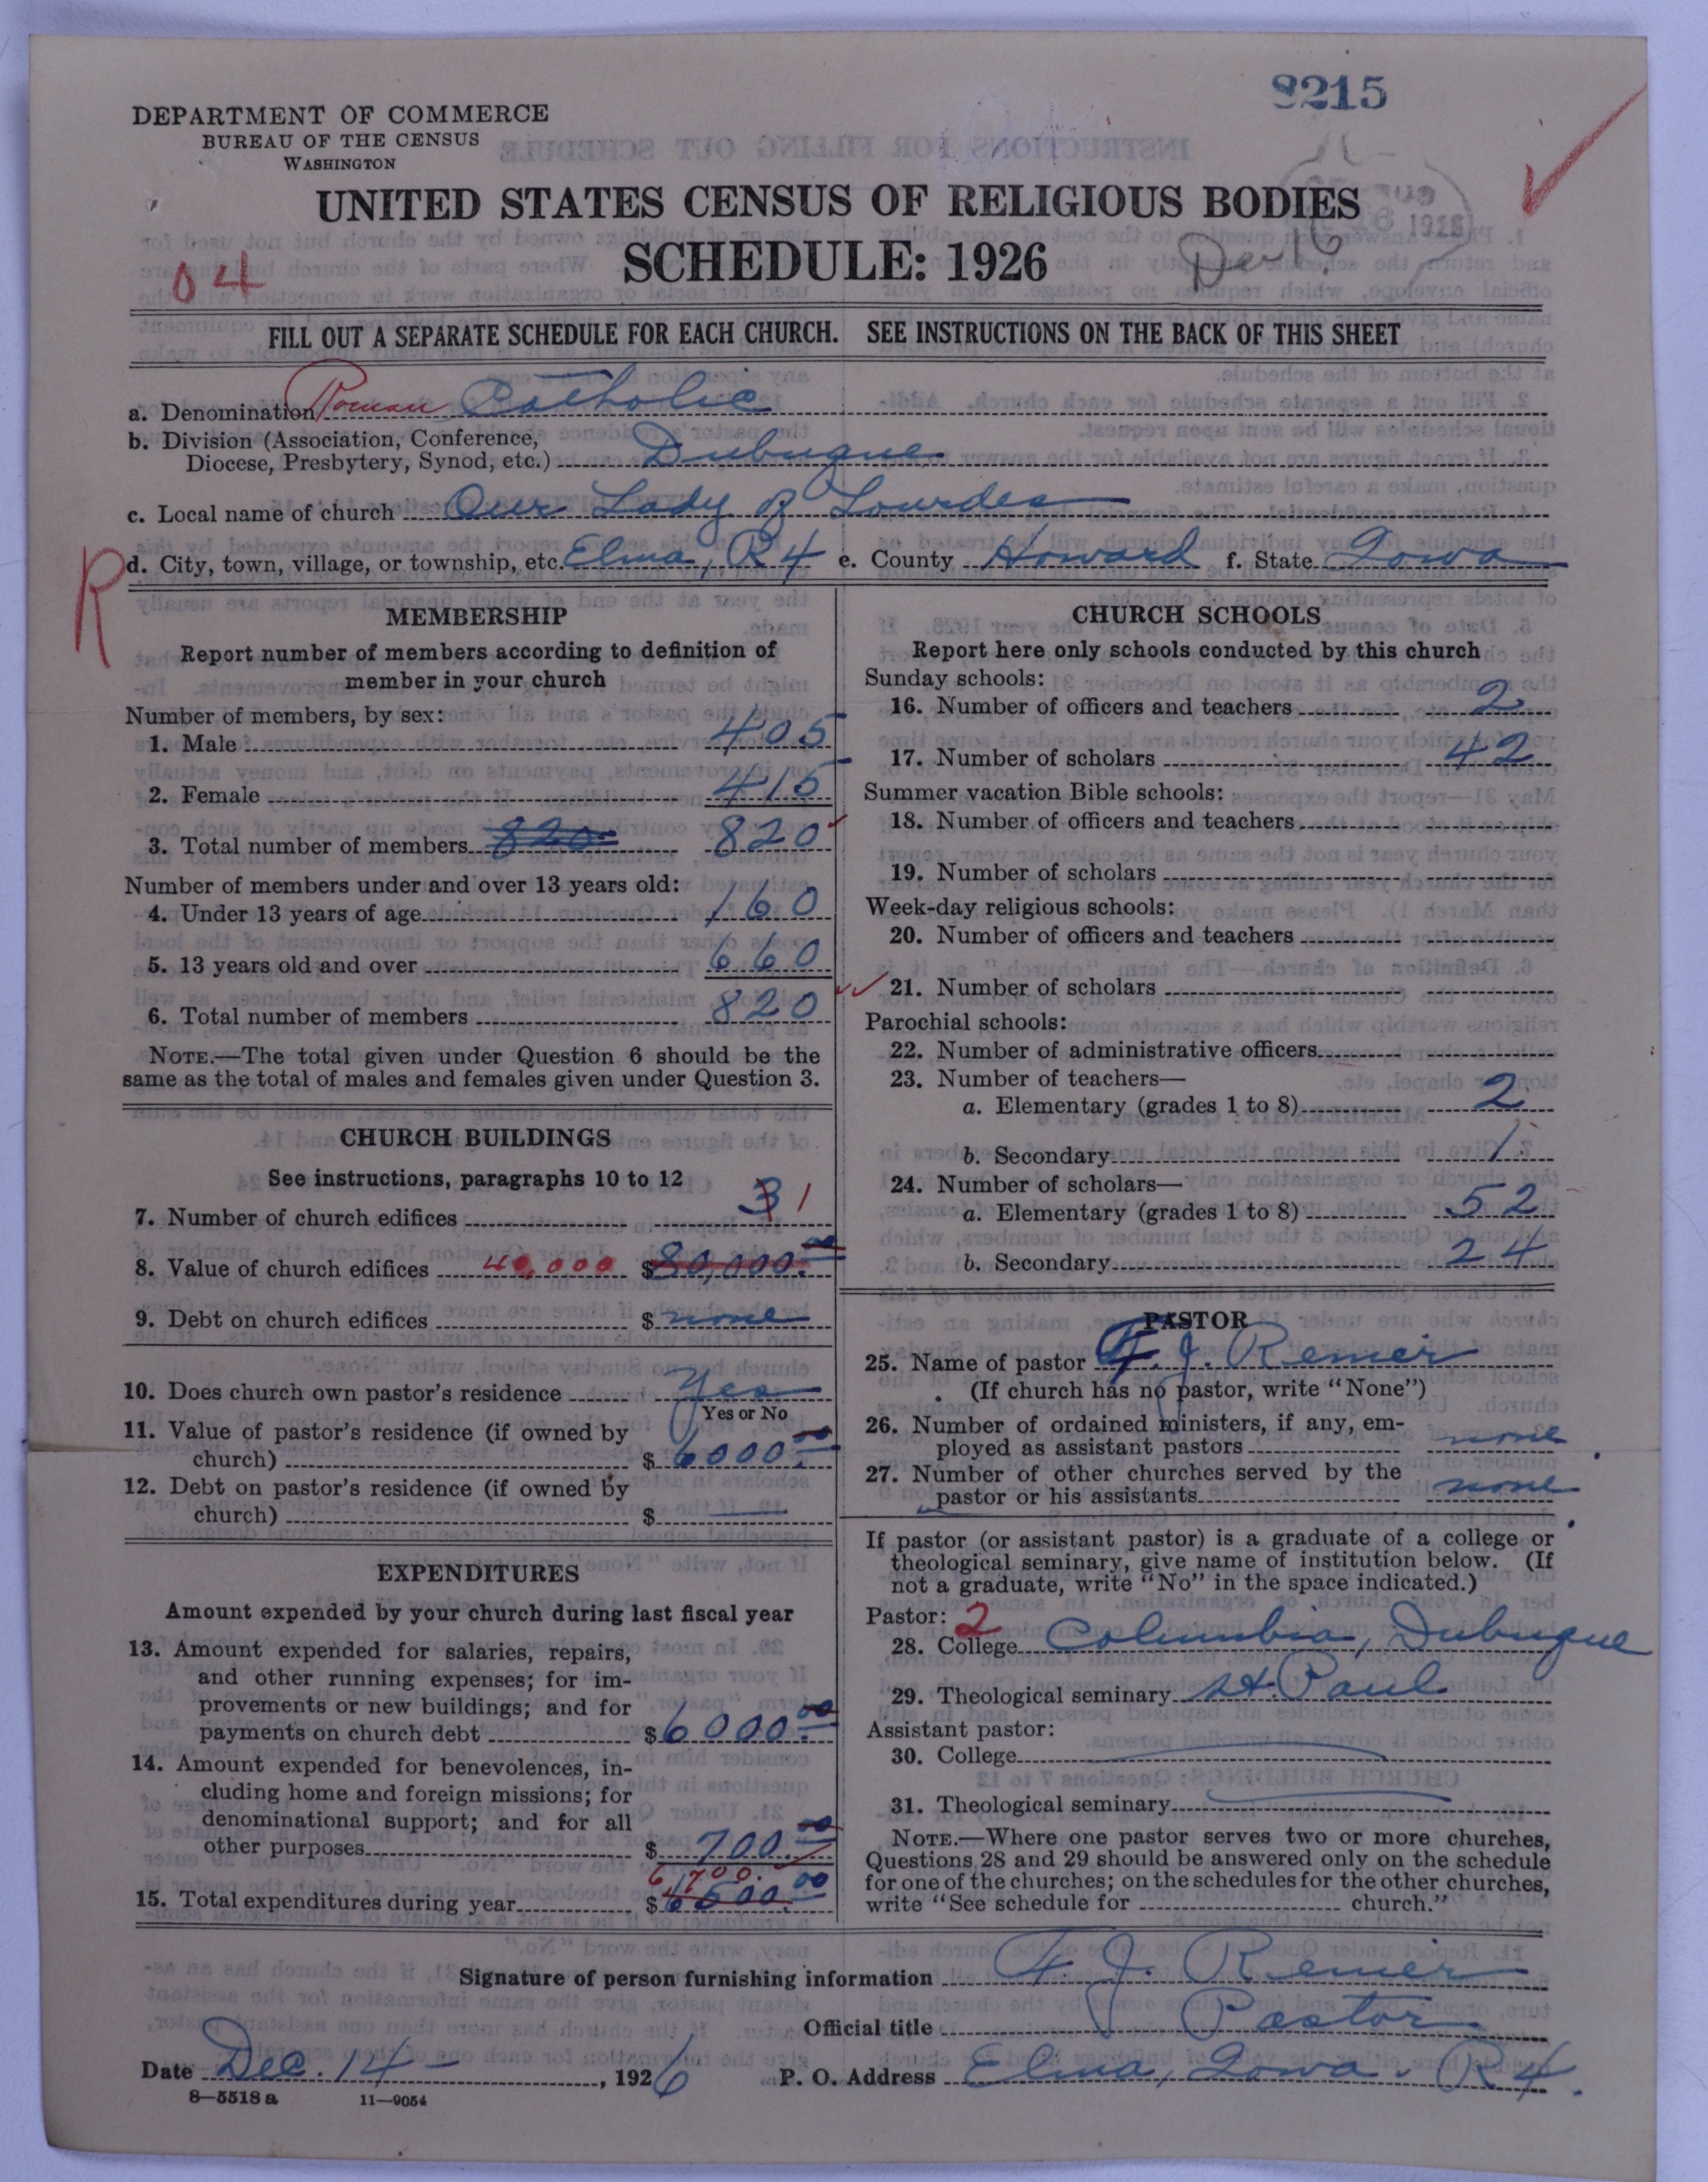 8215
DEPARTMENT OF COMMERCE
BUREAU OF THE CENSUS
WASHINGTON
UNITED STATES CENSUS OF RELIGIOUS BODIES
SCHEDULE: 1926
04
FILL OUT A SEPARATE SCHEDULE FOR EACH CHURCH. SEE INSTRUCTIONS ON THE BACK OF THIS SHEET
a. Denomination Roman Catholic
b. Division (Association, Conference,
Diocese, Presbytery, Synod, etc.) Dubuque
c. Local name of church Our Lady of Lourdes
R
d. City, town, village, or township, etc. Elma, R 4 e. County Howard f. State Iowa
MEMBERSHIP
Report number of members according to definition of
member in your church
Number of members, by sex:
1. Male 405
2. Female 415
3. Total number of members 820 820
Number of members under and over 13 years old:
4. Under 13 years of age 160
5. 13 years old and over 660
6. Total number of members 820
NOTE.—The total given under Question 6 should be the
same as the total of males and females given under Question 3.
CHURCH BUILDINGS
See instructions, paragraphs 10 to 12
7. Number of church edifices 3 1
8. Value of church edifices 40,000 $80,000.00
9. Debt on church edifices $ none
10. Does church own pastor's residence Yes
Yes or No
11. Value of pastor's residence (if owned by
church) $ 6000.00
12. Debt on pastor's residence (if owned by
church) $ —
EXPENDITURES
Amount expended by your church during last fiscal year
13. Amount expended for salaries, repairs,
and other running expenses; for im-
provements or new buildings; and for
payments on church debt $6000.00
14. Amount expended for benevolences, in-
cluding home and foreign missions; for
denominational support; and for all
other purposes $ 700.00
6,700.
15. Total expenditures during year $6500.00
CHURCH SCHOOLS
Report here only schools conducted by this church
Sunday schools:
16. Number of officers and teachers 2
17. Number of scholars 42
Summer vacation Bible schools:
18. Number of officers and teachers
19. Number of scholars
Week-day religious schools:
20. Number of officers and teachers
21. Number of scholars
Parochial schools:
22. Number of administrative officers
23. Number of teachers—
a. Elementary (grades 1 to 8) 2
b. Secondary 1
24. Number of scholars—
a. Elementary (grades 1 to 8) 52
b. Secondary 24
PASTOR
25. Name of pastor F. J. Remer
(If church has no pastor, write "None")
26. Number of ordained ministers, if any, em-
ployed as assistant pastors none
27. Number of other churches served by the
pastor or his assistants none
If pastor (or assistant pastor) is a graduate of a college or
theological seminary, give name of institution below. (If
not a graduate, write "No" in the space indicated.)
Pastor: 2
28. College Columbia, Dubuque
29. Theological seminary St. Paul
Assistant pastor:
30. College
31. Theological seminary
NOTE.—Where one pastor serves two or more churches,
Questions 28 and 29 should be answered only on the schedule
for one of the churches; on the schedules for the other churches,
write "See schedule for church."
Signature of person furnishing information F. J. Remer
Official title Pastor
Date Dec. 14 - , 1926 P. O. Address Elma, Iowa. R 4.
8—5518 a 11—9054